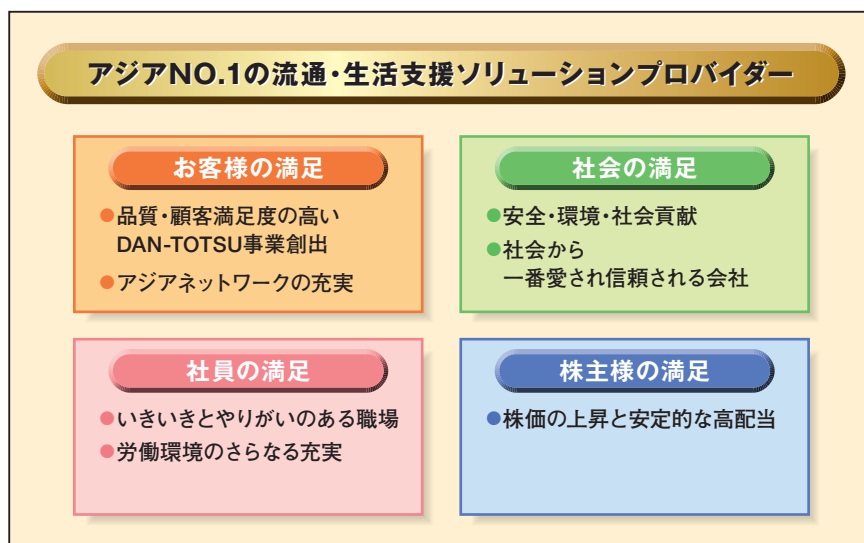 アジアNO.1の流通・生活支援ソリューションプロバイダー
お客様の満足
●品質・顧客満足度の高い
DAN-TOTSU事業創出
●アジアネットワークの充実
社会の満足
●安全・環境・社会貢献
●社会から
一番愛され信頼される会社
社員の満足
●いきいきとやりがいのある職場
●労働環境のさらなる充実
株主様の満足
●株価の上昇と安定的な高配当